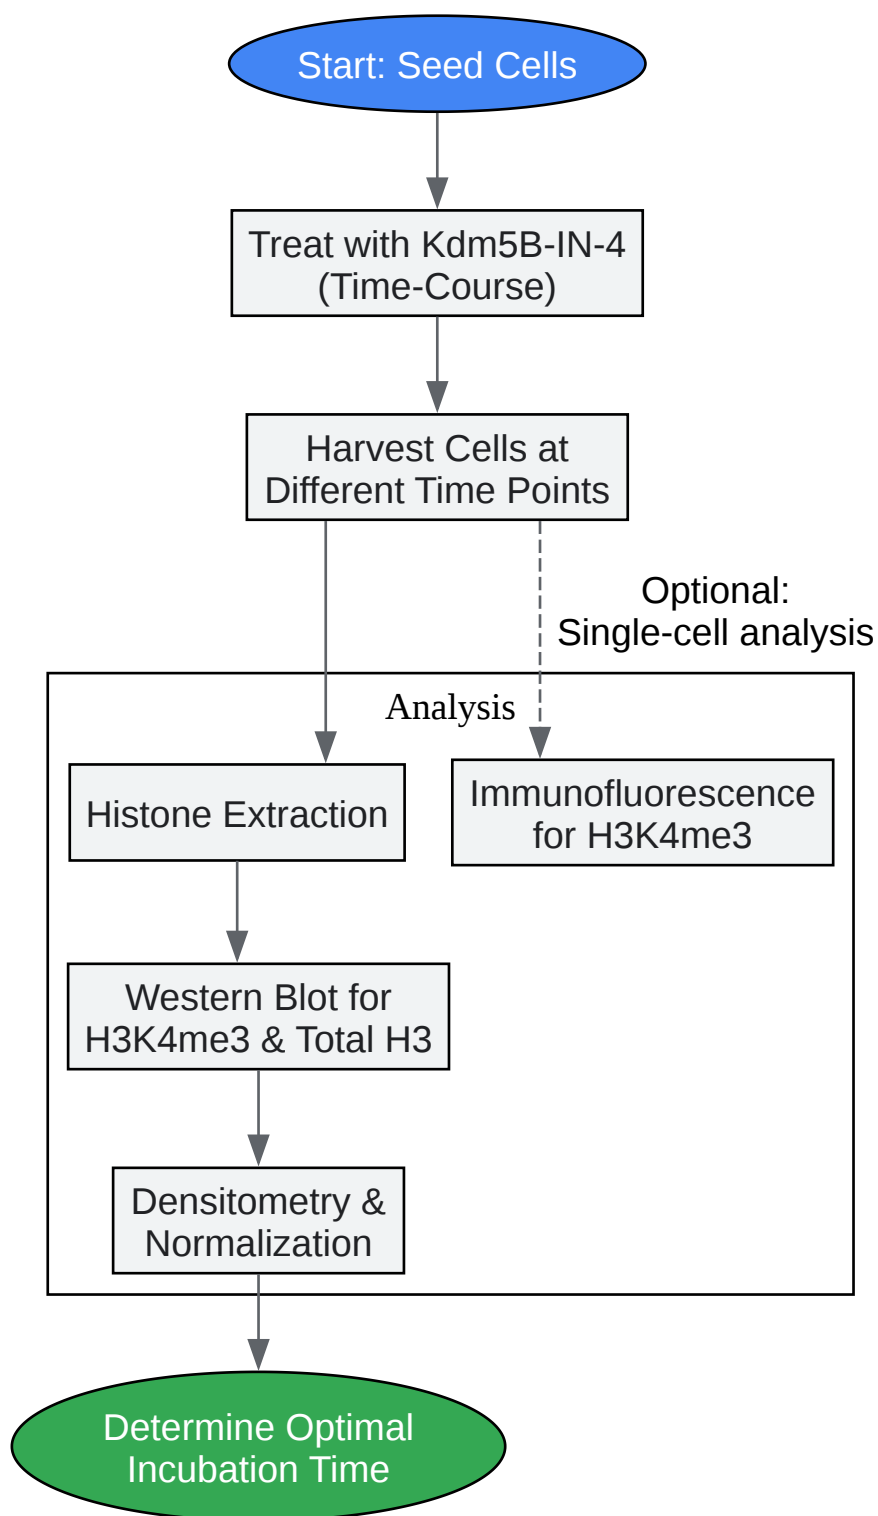 Start: Seed Cells
Treat with Kdm5B-IN-4
(Time-Course)
Harvest Cells at
Different Time Points
Optional:
Single-cell analysis
Analysis
Histone Extraction
Immunofluorescence
for H3K4me3
Western Blot for
H3K4me3 & Total H3
Densitometry &
Normalization
Determine Optimal
Incubation Time